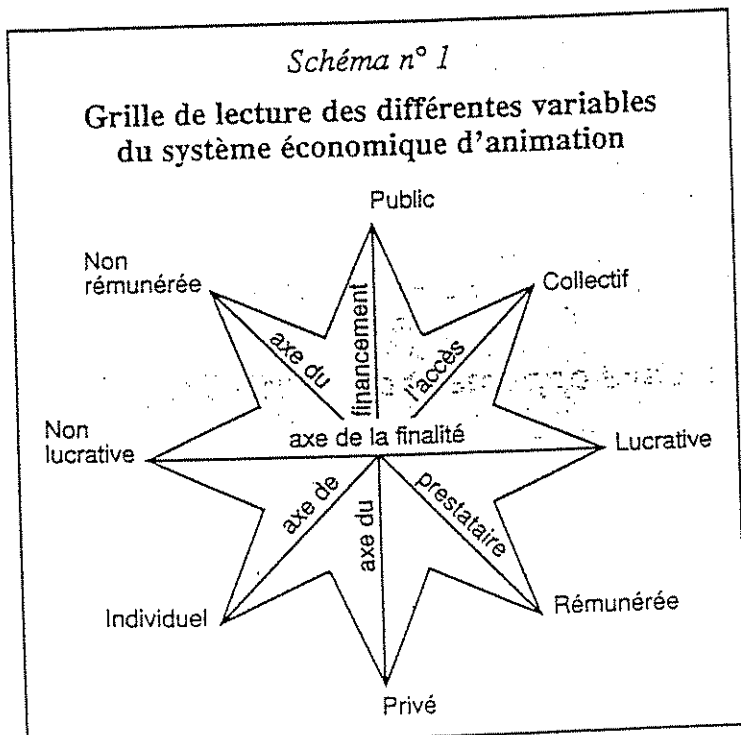 Schéma n° 1
Grille de lecture des différentes variables
du système économique d'animation
Public
Non
rémunérée
Collectif
axe du
financement
l'accès
Non
lucrative
axe de la finalité
Lucrative
axe de
axe du
prestataire
Individuel
Rémunérée
Privé